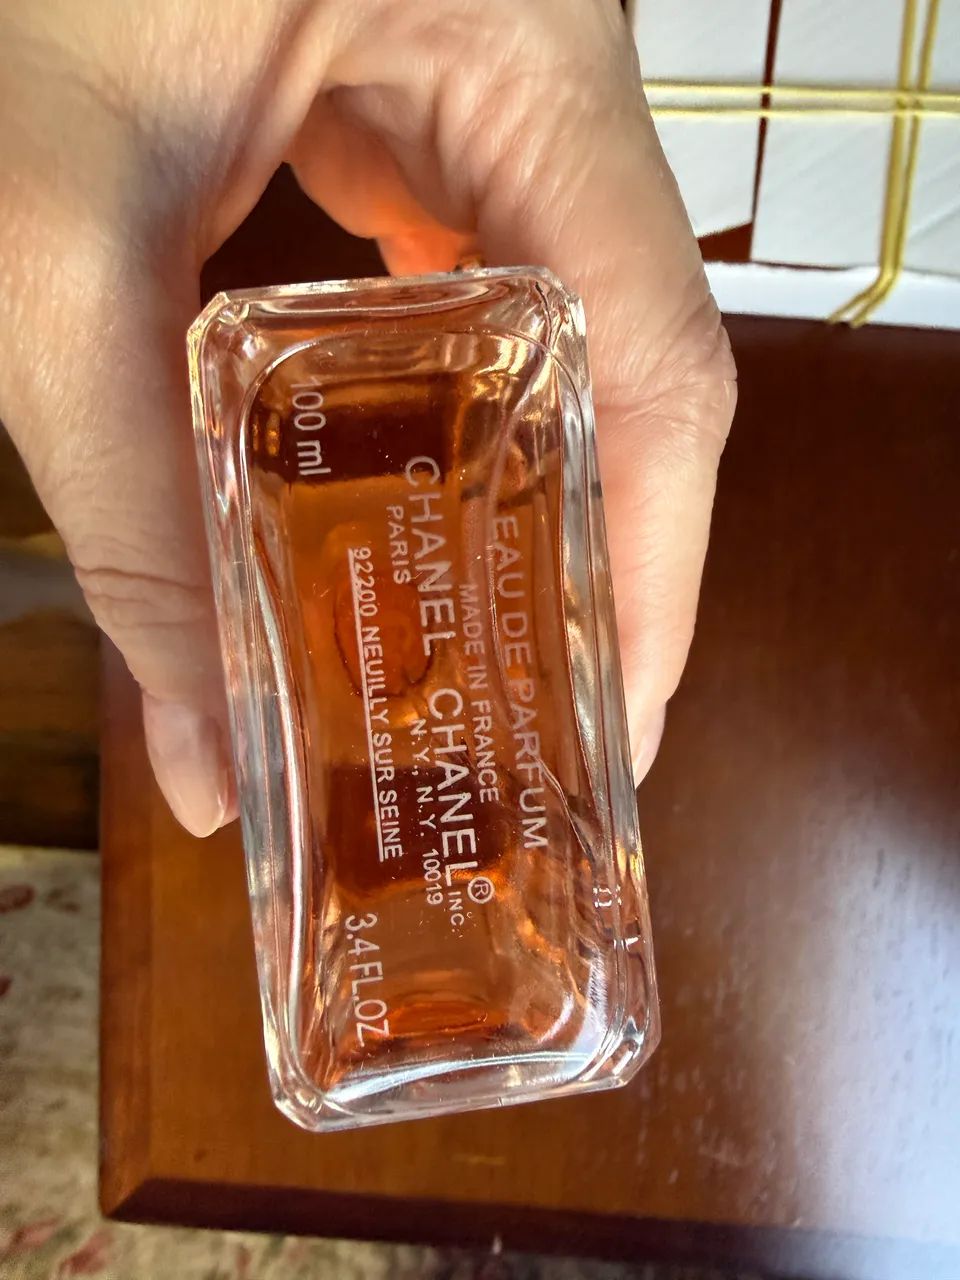 EAU DE PARFUM
MADE IN FRANCE
CHANEL CHANEL® INC.
PARIS N.Y., N.Y. 10019
92200 NEUILLY SUR SEINE
100 ml 3.4 FL.OZ